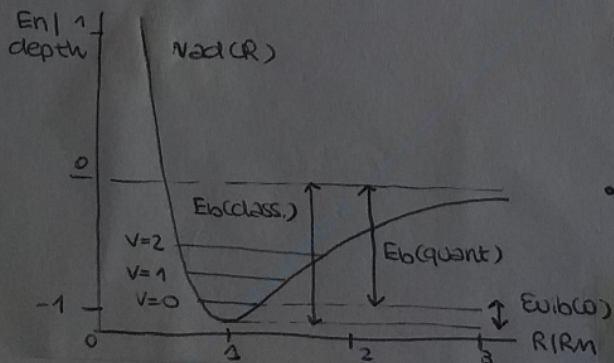 En| 1
depth
Vad(R)
0
Eb(class.)
V=2
Eb(quant)
V=1
V=0
-1
Evib(0)
0
1
2
3
R|Rm